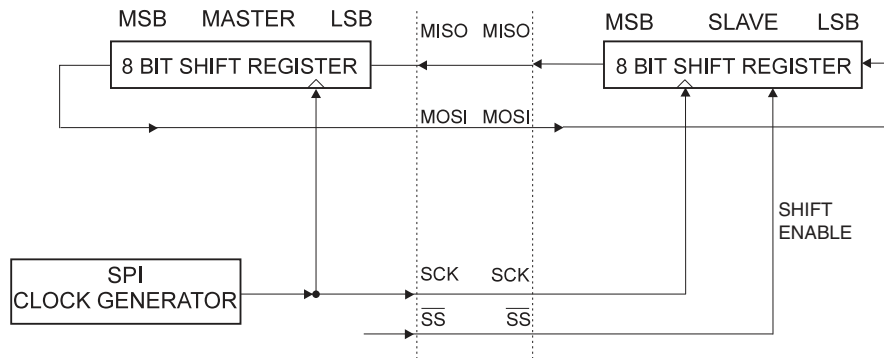 MSB MASTER LSB
MISO MISO
MSB SLAVE LSB
8 BIT SHIFT REGISTER
8 BIT SHIFT REGISTER
MOSI MOSI
SHIFT
ENABLE
SPI
CLOCK GENERATOR
SCK SCK
SS SS